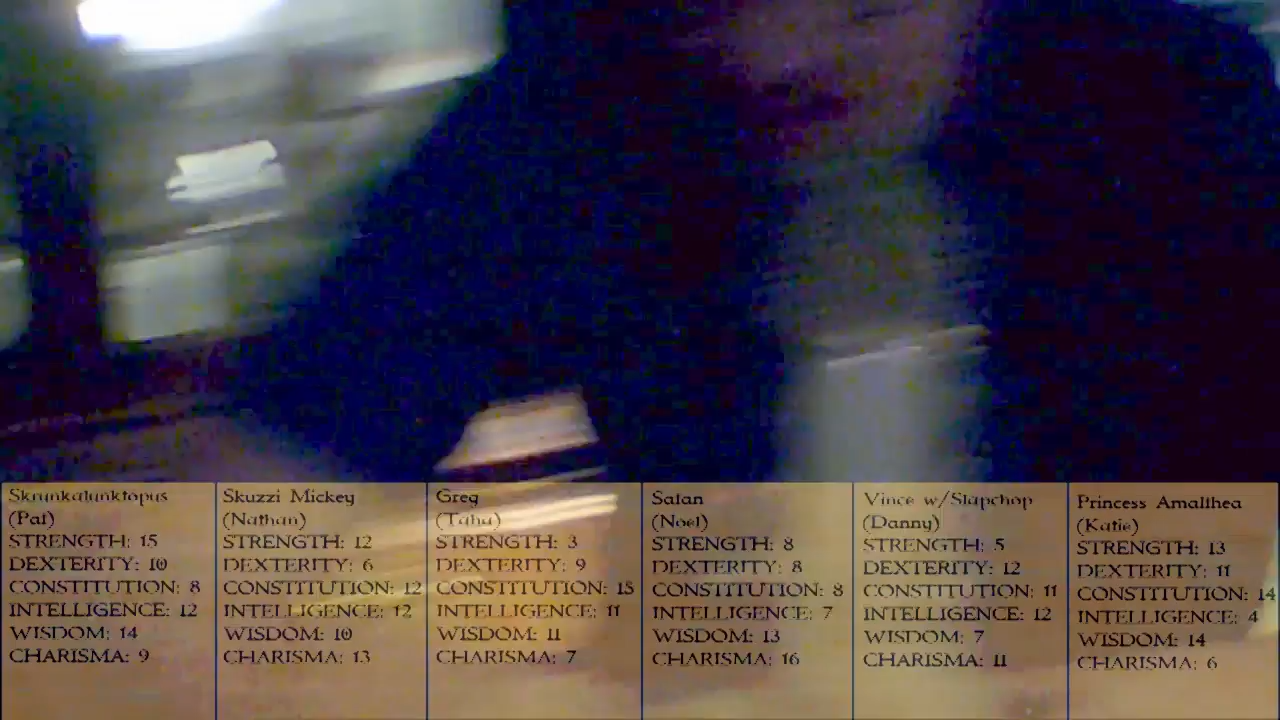 Skrunkalunktopus
(Pat)
STRENGTH: 15
DEXTERITY: 10
CONSTITUTION: 8
INTELLIGENCE: 12
WISDOM: 14
CHARISMA: 9
Skuzzi Mickey
(Nathan)
STRENGTH: 12
DEXTERITY: 6
CONSTITUTION: 12
INTELLIGENCE: 12
WISDOM: 10
CHARISMA: 13
Greg
(Taha)
STRENGTH: 3
DEXTERITY: 9
CONSTITUTION: 15
INTELLIGENCE: 11
WISDOM: 11
CHARISMA: 7
Satan
(Noel)
STRENGTH: 8
DEXTERITY: 8
CONSTITUTION: 8
INTELLIGENCE: 7
WISDOM: 13
CHARISMA: 16
Vince w/Slapchop
(Danny)
STRENGTH: 5
DEXTERITY: 12
CONSTITUTION: 11
INTELLIGENCE: 12
WISDOM: 7
CHARISMA: 11
Princess Amalthea
(Katie)
STRENGTH: 13
DEXTERITY: 11
CONSTITUTION: 14
INTELLIGENCE: 4
WISDOM: 14
CHARISMA: 6